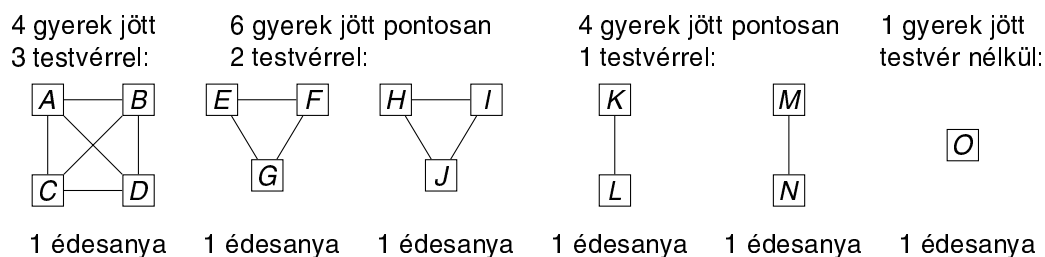 4 gyerek jött
3 testvérrel:
6 gyerek jött pontosan
2 testvérrel:
4 gyerek jött pontosan
1 testvérrel:
1 gyerek jött
testvér nélkül:
A B
C D
E F
G
H I
J
K
L
M
N
O
1 édesanya 1 édesanya 1 édesanya 1 édesanya 1 édesanya 1 édesanya